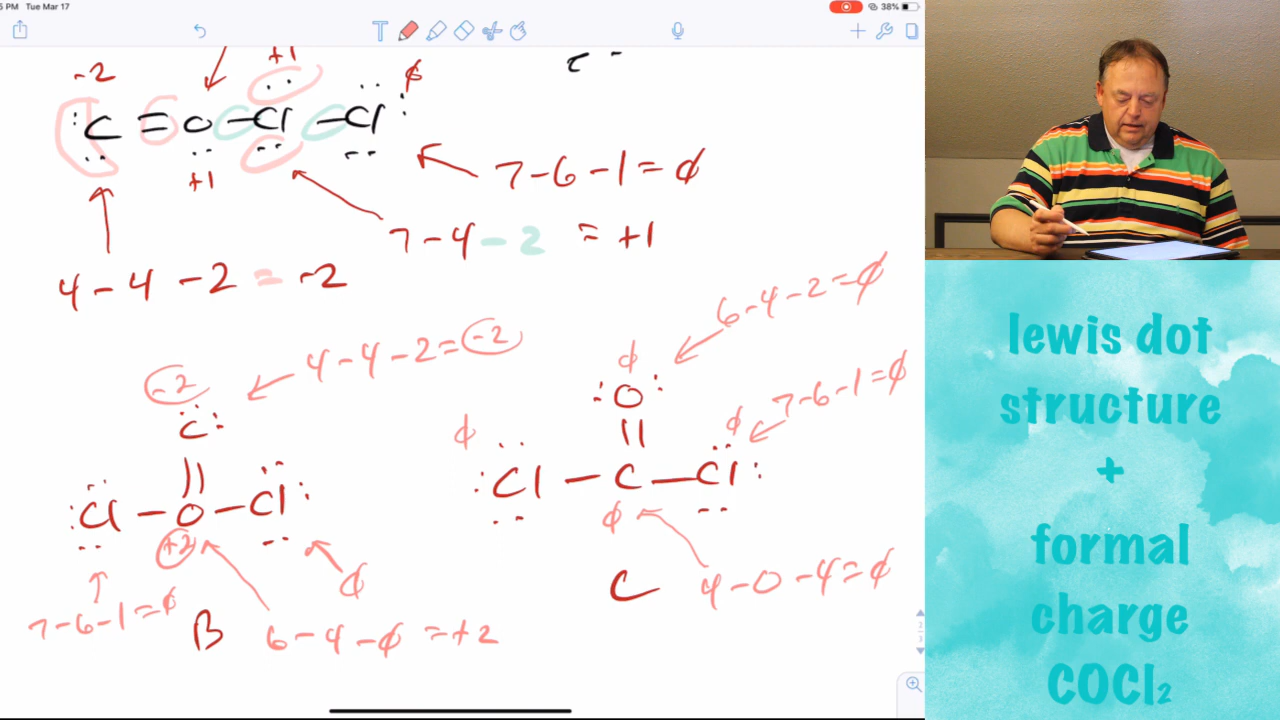 5 PM Tue Mar 17
38%
T
-2
+1
ϕ
:C = O - Cl - Cl:
+1
7-6-1=ϕ
7-4-2 = +1
4-4-2 = -2
6-4-2=ϕ
4-4-2=-2
-2
C:
Cl - O - Cl
+2
7-6-1=ϕ
ϕ
B
6-4-ϕ =+2
ϕ
:O:
ϕ
ϕ
7-6-1=ϕ
:Cl - C - Cl:
ϕ
C
4-0-4=ϕ
lewis dot
structure
+
formal
charge
COCl₂